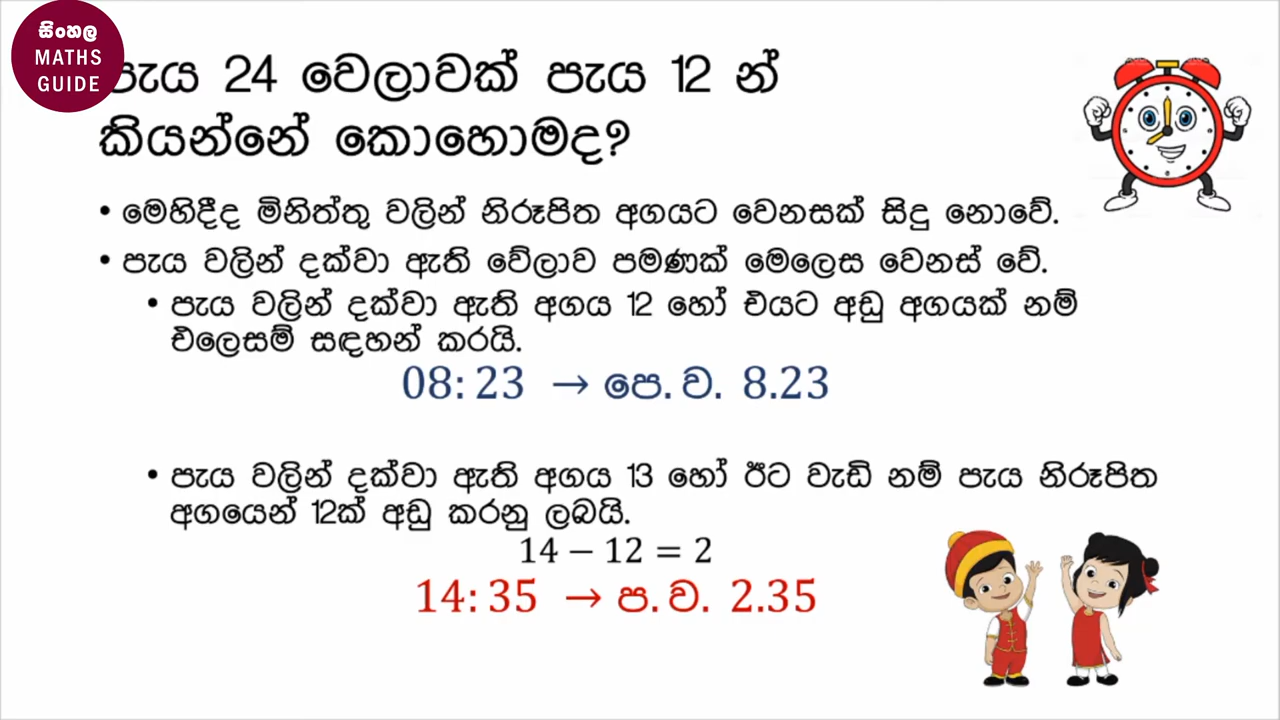 සිංහල
MATHS
GUIDE
පැය 24 වෙලාවක් පැය 12 න්
කියන්නේ කොහොමද?
• මෙහිදීද මිනිත්තු වලින් නිරූපිත අගයට වෙනසක් සිදු නොවේ.
• පැය වලින් දක්වා ඇති වේලාව පමණක් මෙලෙස වෙනස් වේ.
• පැය වලින් දක්වා ඇති අගය 12 හෝ එයට අඩු අගයක් නම්
එලෙසම සඳහන් කරයි.
08:23 → පෙ.ව. 8.23
• පැය වලින් දක්වා ඇති අගය 13 හෝ ඊට වැඩි නම් පැය නිරූපිත
අගයෙන් 12ක් අඩු කරනු ලබයි.
14 − 12 = 2
14:35 → ප.ව. 2.35